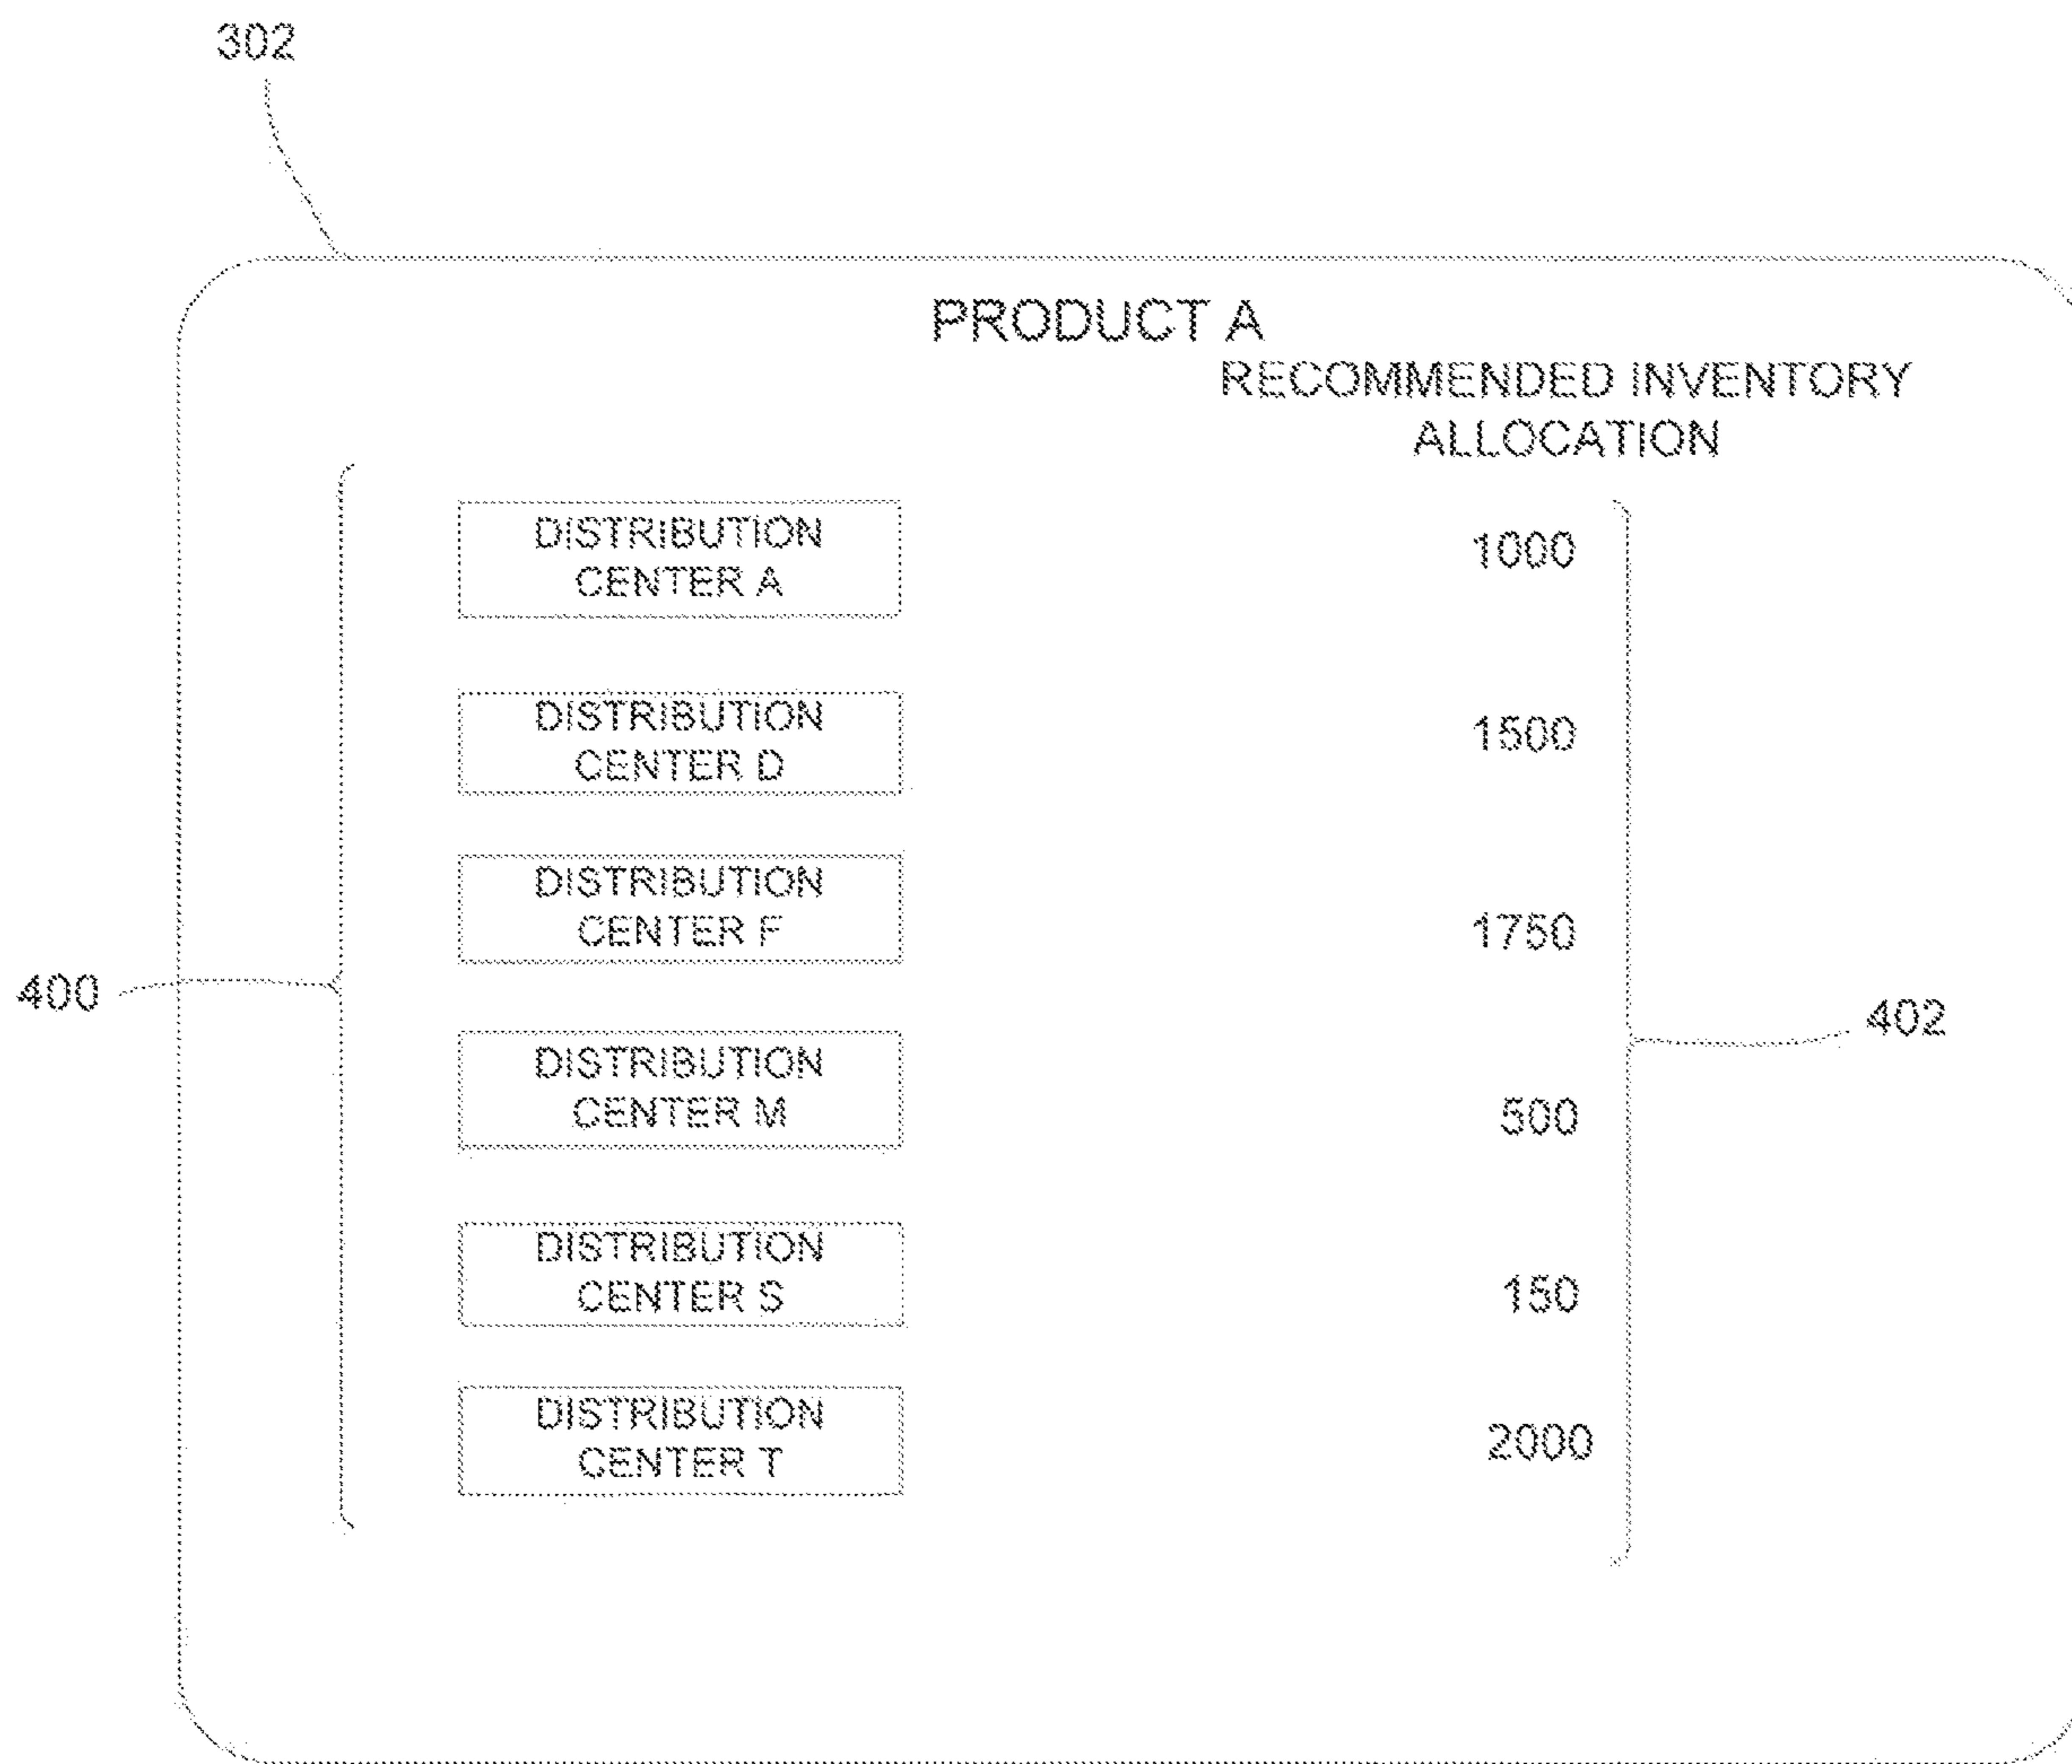 302
PRODUCT A
RECOMMENDED INVENTORY
ALLOCATION
DISTRIBUTION
CENTER A
1000
DISTRIBUTION
CENTER D
1500
DISTRIBUTION
CENTER F
1750
400
402
DISTRIBUTION
CENTER M
500
DISTRIBUTION
CENTER S
150
DISTRIBUTION
CENTER T
2000